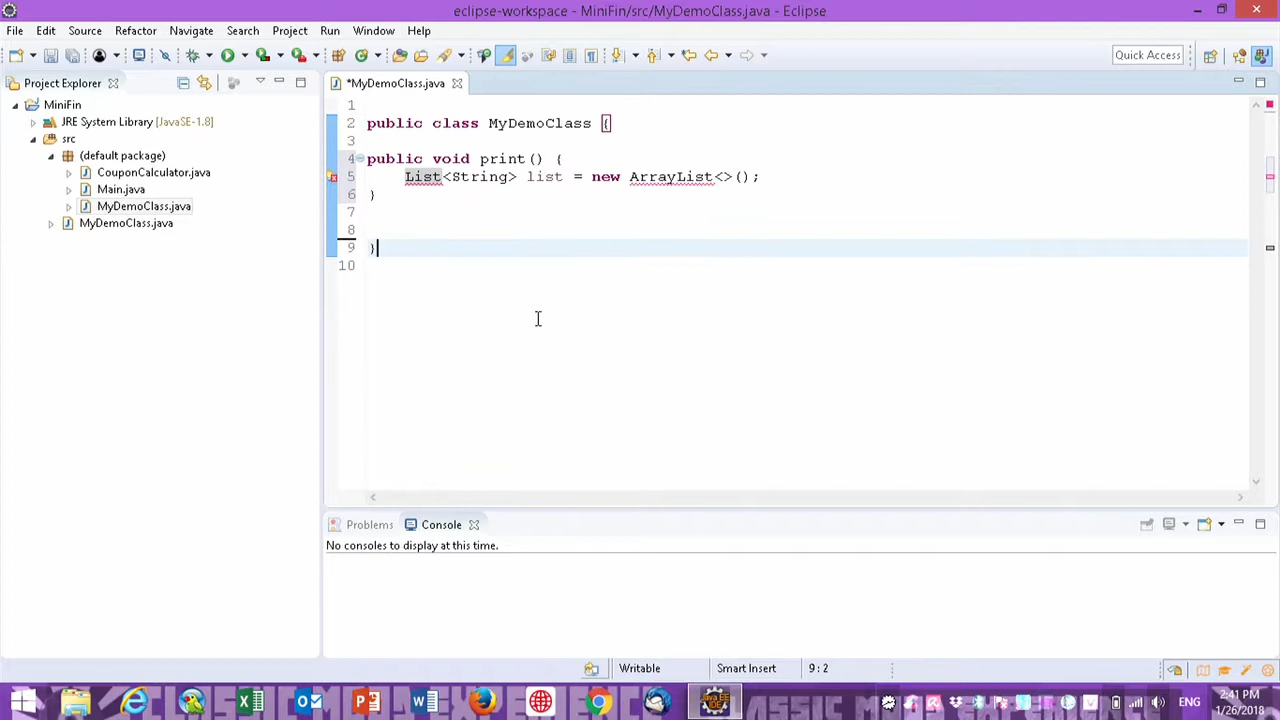 eclipse-workspace - MiniFin/src/MyDemoClass.java - Eclipse
File Edit Source Refactor Navigate Search Project Run Window Help
Quick Access
Project Explorer
*MyDemoClass.java
MiniFin
JRE System Library [JavaSE-1.8]
src
(default package)
CouponCalculator.java
Main.java
MyDemoClass.java
MyDemoClass.java
1
2 public class MyDemoClass {
3
4 public void print() {
5 List<String> list = new ArrayList<>();
6 }
7
8
9 }
10
Problems Console
No consoles to display at this time.
Writable Smart Insert 9 : 2
ENG
2:41 PM
1/26/2018